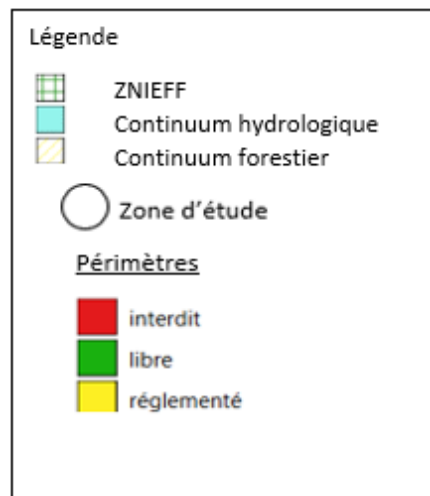 Légende
ZNIEFF
Continuum hydrologique
Continuum forestier
Zone d'étude
Périmètres
interdit
libre
réglementé